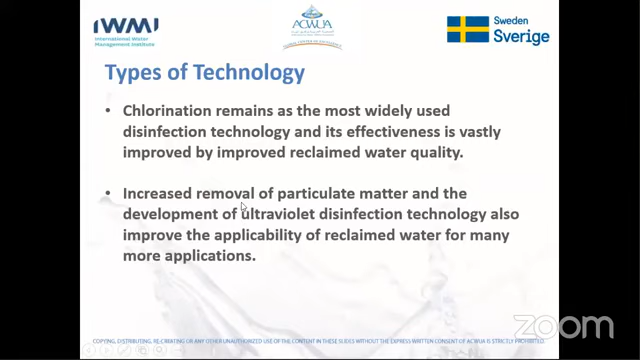 IWMI
International Water
Management Institute
ACWUA
Sweden
Sverige
Types of Technology
• Chlorination remains as the most widely used
disinfection technology and its effectiveness is vastly
improved by improved reclaimed water quality.
• Increased removal of particulate matter and the
development of ultraviolet disinfection technology also
improve the applicability of reclaimed water for many
more applications.
zoom
COPYING, DISTRIBUTING, RECREATING OR ANY OTHER UNAUTHORIZED USE OF THE CONTENT IN THESE SLIDES WITHOUT THE EXPRESS WRITTEN CONSENT OF ACWUA IS STRICTLY PROHIBITED.